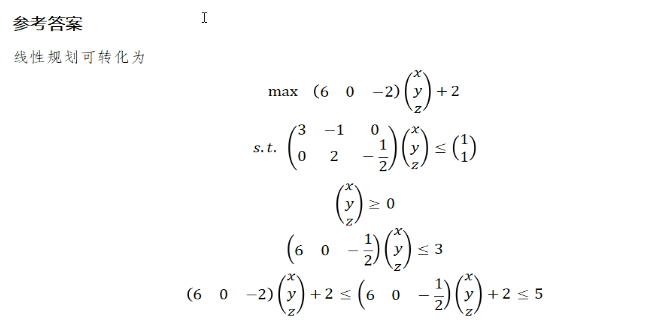 参考答案
线性规划可转化为
max (6 0 −2)(x y z) + 2
s.t. (3 −1 0
0 2 −1/2)(x y z) ≤ (1 1)
(x y z) ≥ 0
(6 0 −1/2)(x y z) ≤ 3
(6 0 −2)(x y z) + 2 ≤ (6 0 −1/2)(x y z) + 2 ≤ 5